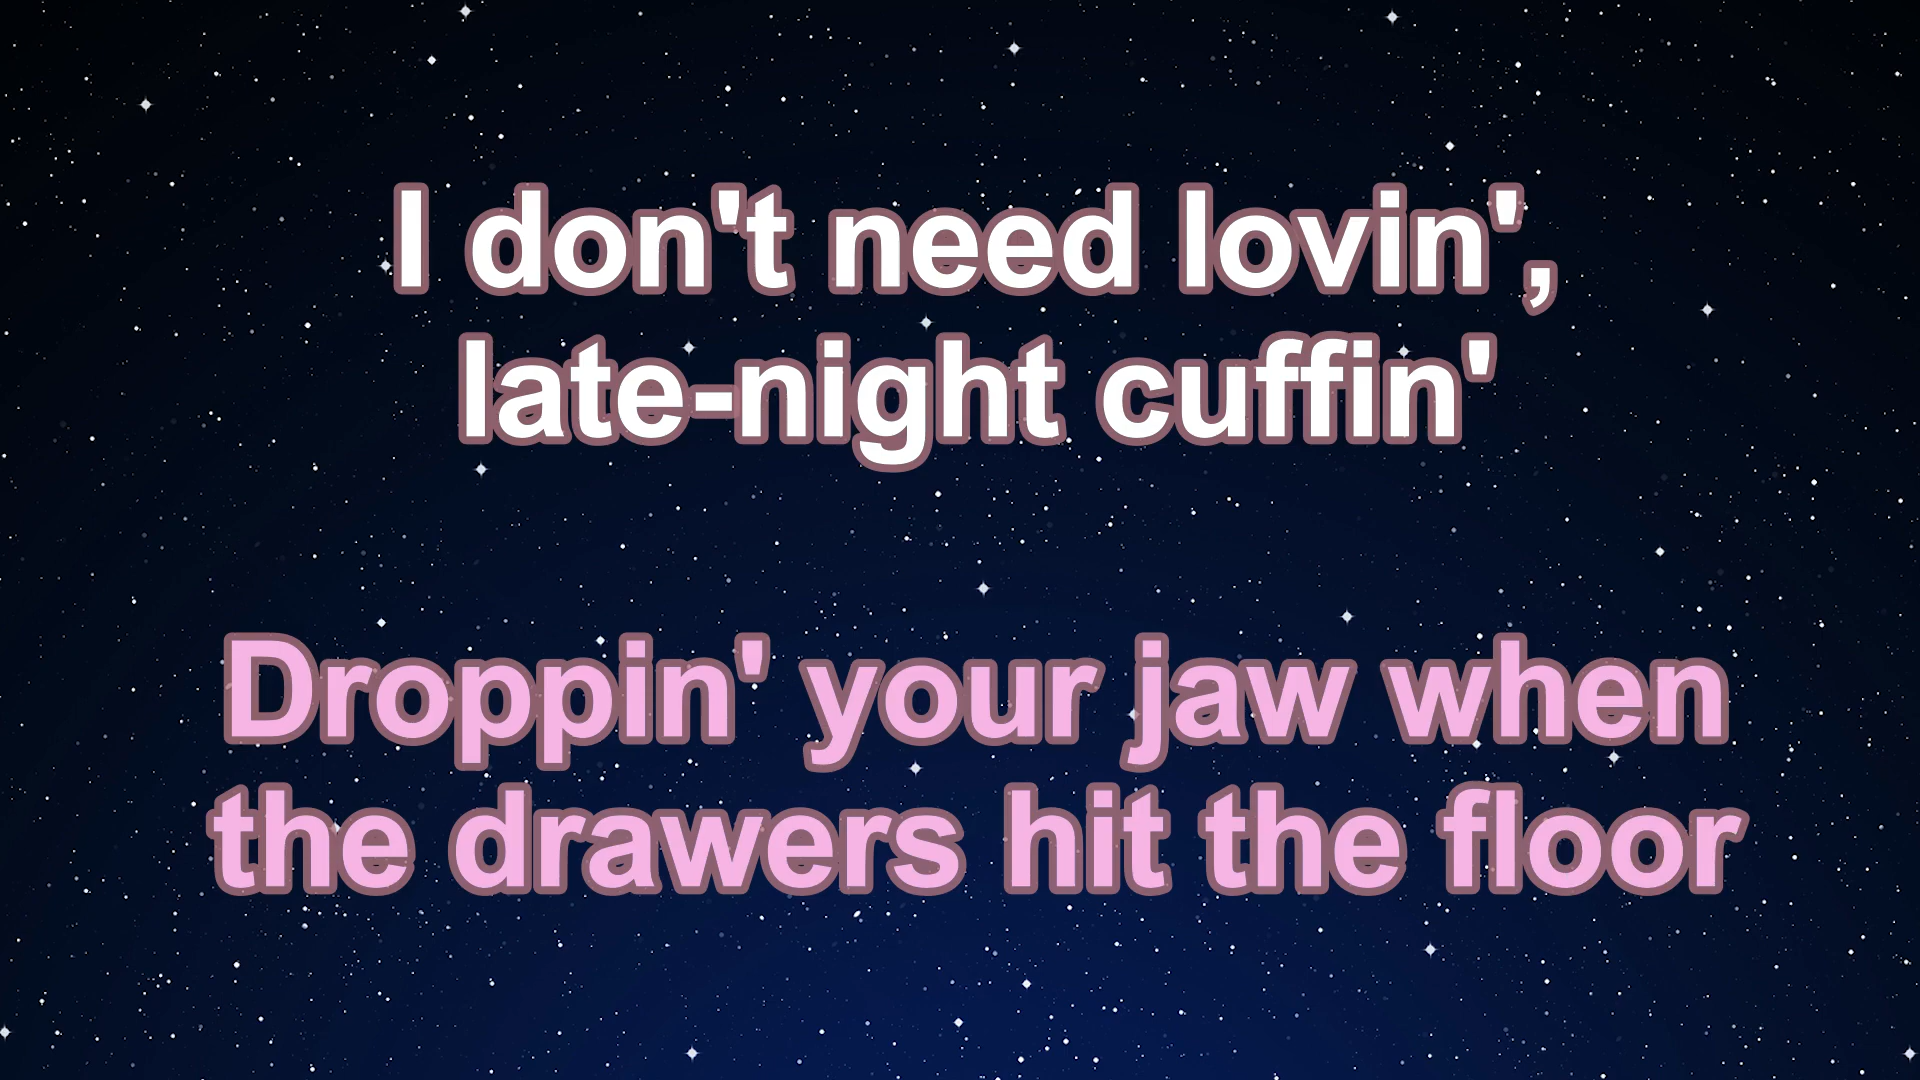 I don't need lovin',
late-night cuffin'
Droppin' your jaw when
the drawers hit the floor